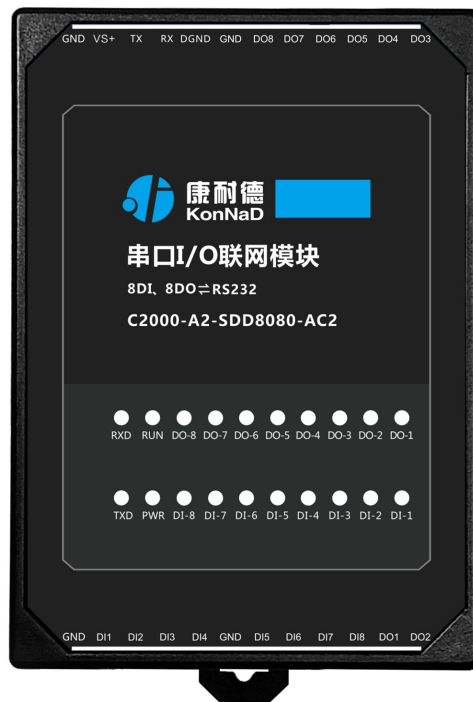 GND VS+ TX RX DGND GND DO8 DO7 DO6 DO5 DO4 DO3
康耐德
KonNaD
串口I/O联网模块
8DI、8DO⇌RS232
C2000-A2-SDD8080-AC2
RXD RUN DO-8 DO-7 DO-6 DO-5 DO-4 DO-3 DO-2 DO-1
TXD PWR DI-8 DI-7 DI-6 DI-5 DI-4 DI-3 DI-2 DI-1
GND DI1 DI2 DI3 DI4 GND DI5 DI6 DI7 DI8 DO1 DO2